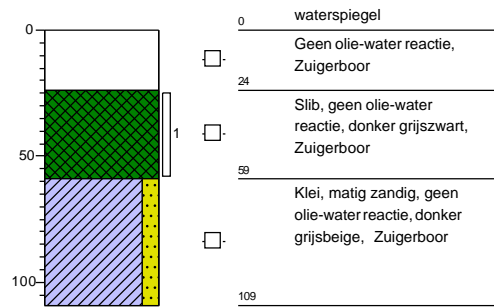 0
waterspiegel
0
Geen olie-water reactie,
Zuigerboor
24
Slib, geen olie-water
reactie, donker grijszwart,
Zuigerboor
1
50
59
Klei, matig zandig, geen
olie-water reactie, donker
grijsbeige, Zuigerboor
100
109